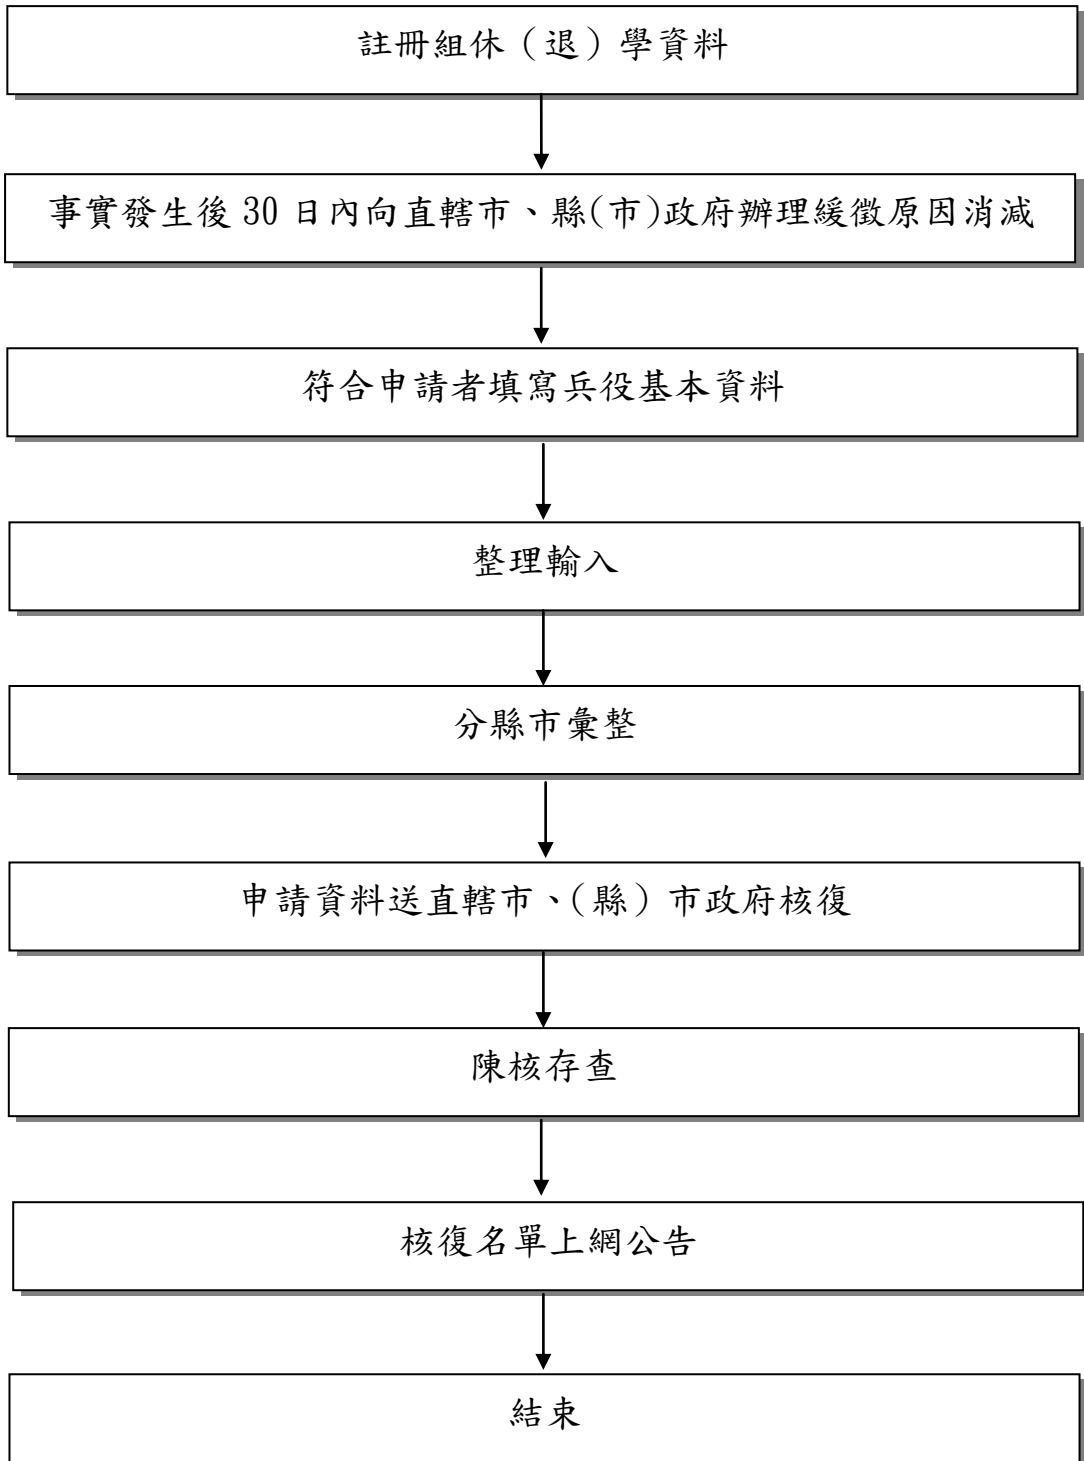 註冊組休（退）學資料
事實發生後 30 日內向直轄市、縣(市)政府辦理緩徵原因消減
符合申請者填寫兵役基本資料
整理輸入
分縣市彙整
申請資料送直轄市、（縣）市政府核復
陳核存查
核復名單上網公告
結束